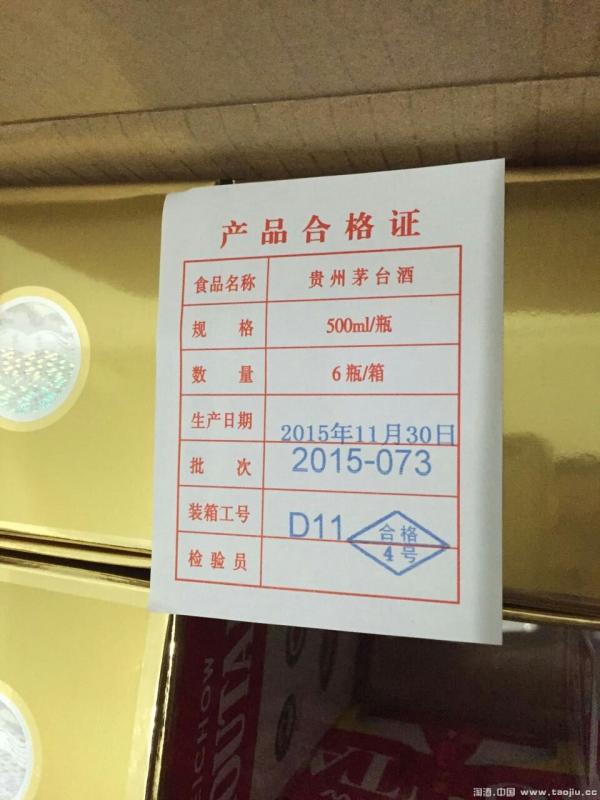 产品合格证
食品名称 贵州茅台酒
规格 500ml/瓶
数量 6瓶/箱
生产日期 2015年11月30日
批次 2015-073
装箱工号 D11
检验员 合格
4号
淘酒.中国 www.taojiu.cc